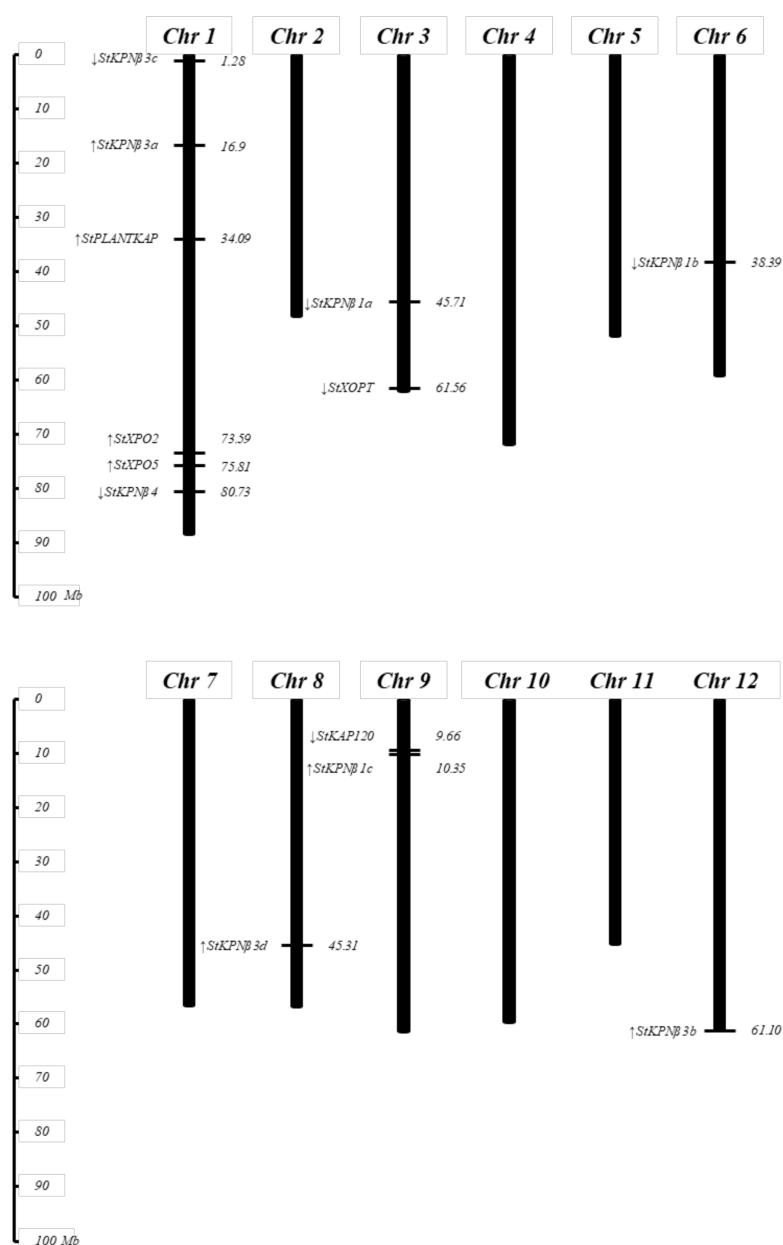 Chr 1 Chr 2 Chr 3 Chr 4 Chr 5 Chr 6
0 ↓StKPNβ3c 1.28
10
↑StKPNβ3a 16.9
20
30
↑StPLANTKAP 34.09
↓StKPNβ1b 38.39
40
↓StKPNβ1a 45.71
50
60
↓StXOPT 61.56
70
↑StXPO2 73.59
↑StXPO5 75.81
80
↓StKPNβ4 80.73
90
100 Mb
Chr 7 Chr 8 Chr 9 Chr 10 Chr 11 Chr 12
0
↓StKAP120 9.66
10
↑StKPNβ1c 10.35
20
30
40
↑StKPNβ3d 45.31
50
60
↑StKPNβ3b 61.10
70
80
90
100 Mb